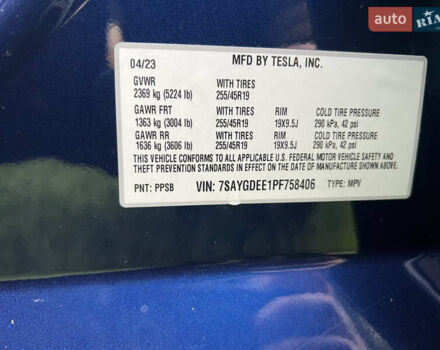 auto RIA
04/23 MFD BY TESLA, INC.
GVWR WITH TIRES
2369 kg (5224 lb) 255/45R19
GAWR FRT WITH TIRES RIM COLD TIRE PRESSURE
1363 kg (3004 lb) 255/45R19 19X9.5J 290 kPa, 42 psi
GAWR RR WITH TIRES RIM COLD TIRE PRESSURE
1636 kg (3606 lb) 255/45R19 19X9.5J 290 kPa, 42 psi
THIS VEHICLE CONFORMS TO ALL APPLICABLE U.S. FEDERAL MOTOR VEHICLE SAFETY AND
THEFT PREVENTION STANDARDS IN EFFECT ON THE DATE OF MANUFACTURE SHOWN ABOVE.
PNT: PPSB VIN: 7SAYGDEE1PF758406 TYPE: MPV